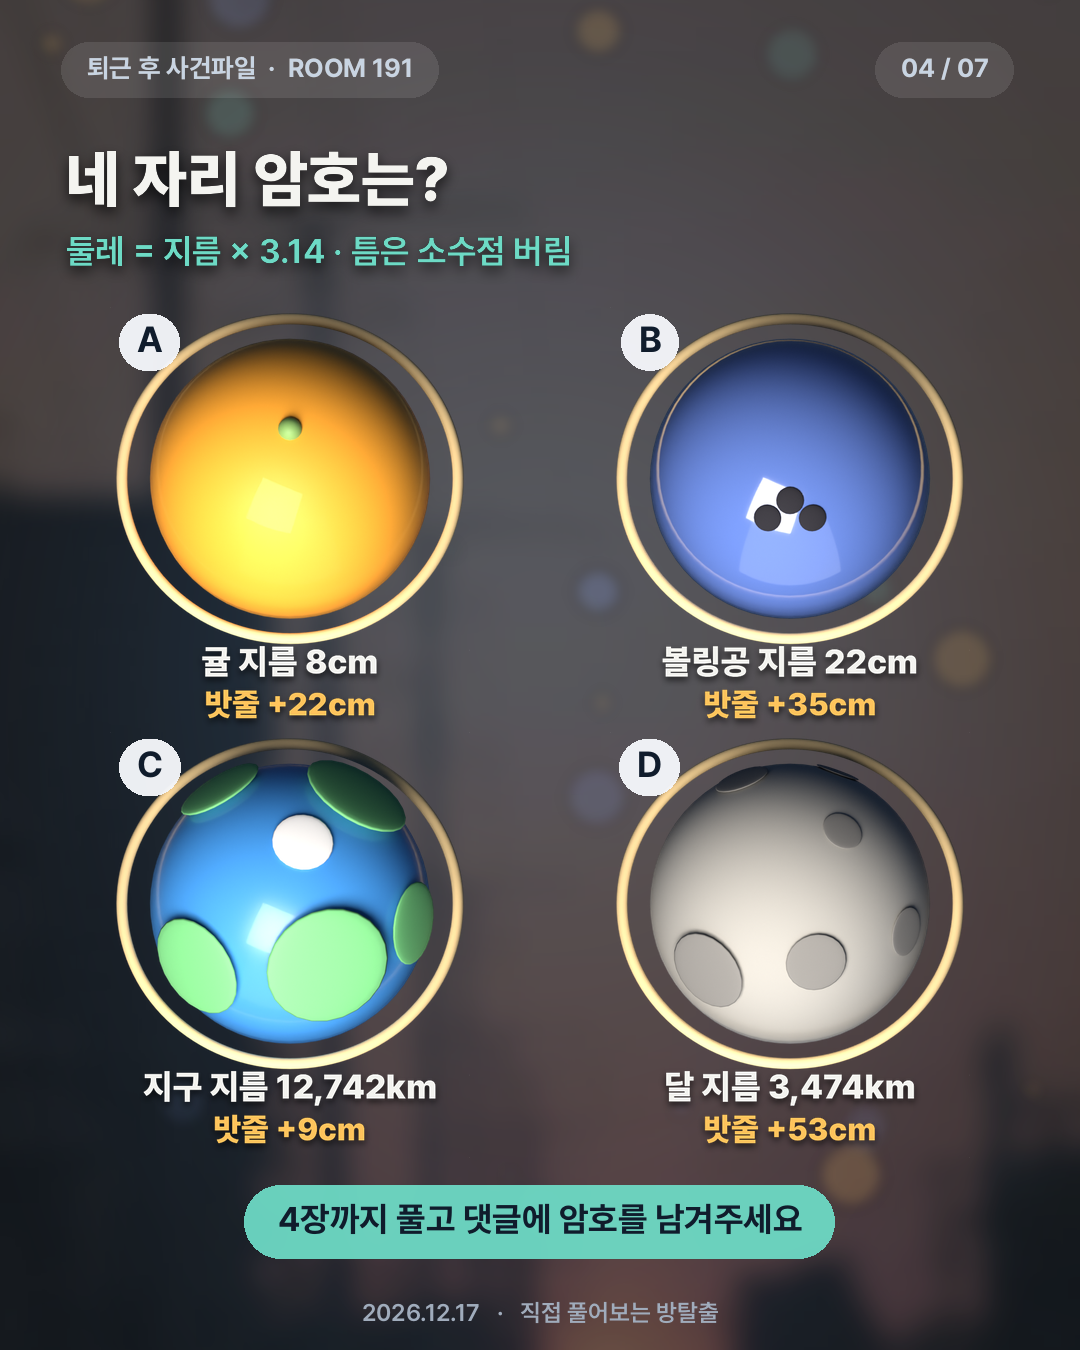 퇴근 후 사건파일 · ROOM 191
04 / 07
네 자리 암호는?
둘레 = 지름 × 3.14 · 틈은 소수점 버림
A
B
귤 지름 8cm
밧줄 +22cm
볼링공 지름 22cm
밧줄 +35cm
C
D
지구 지름 12,742km
밧줄 +9cm
달 지름 3,474km
밧줄 +53cm
4장까지 풀고 댓글에 암호를 남겨주세요
2026.12.17 · 직접 풀어보는 방탈출